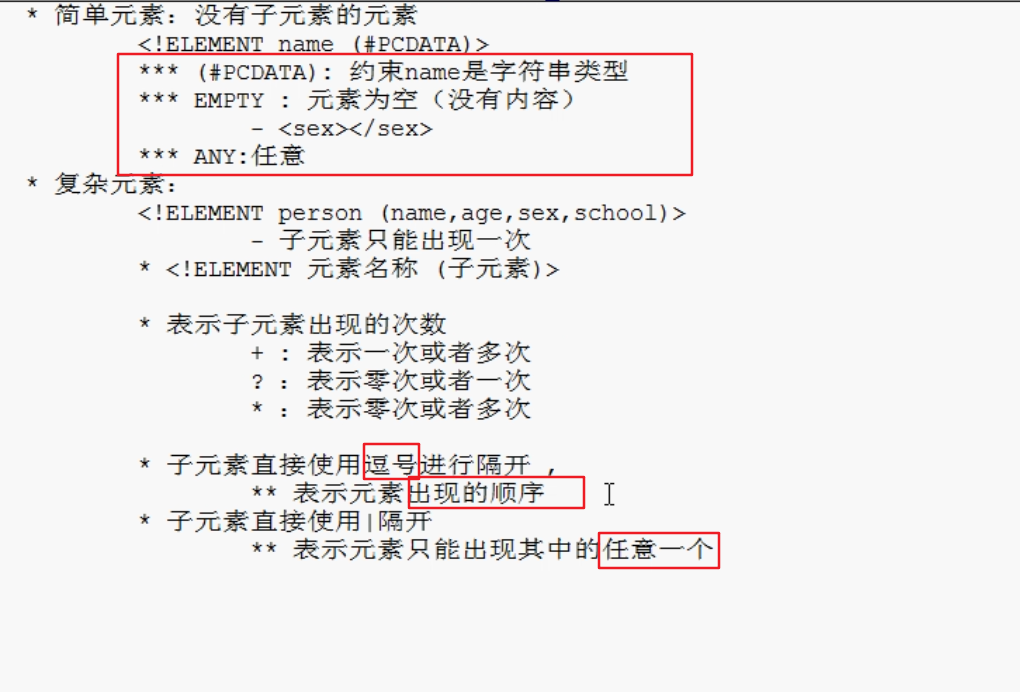 * 简单元素: 没有子元素的元素
<!ELEMENT name (#PCDATA)>
*** (#PCDATA): 约束name是字符串类型
*** EMPTY : 元素为空（没有内容）
- <sex></sex>
*** ANY:任意
* 复杂元素:
<!ELEMENT person (name,age,sex,school)>
- 子元素只能出现一次
* <!ELEMENT 元素名称 (子元素)>
* 表示子元素出现的次数
+ : 表示一次或者多次
? : 表示零次或者一次
* : 表示零次或者多次
* 子元素直接使用逗号进行隔开 ,
** 表示元素出现的顺序
* 子元素直接使用|隔开
** 表示元素只能出现其中的任意一个